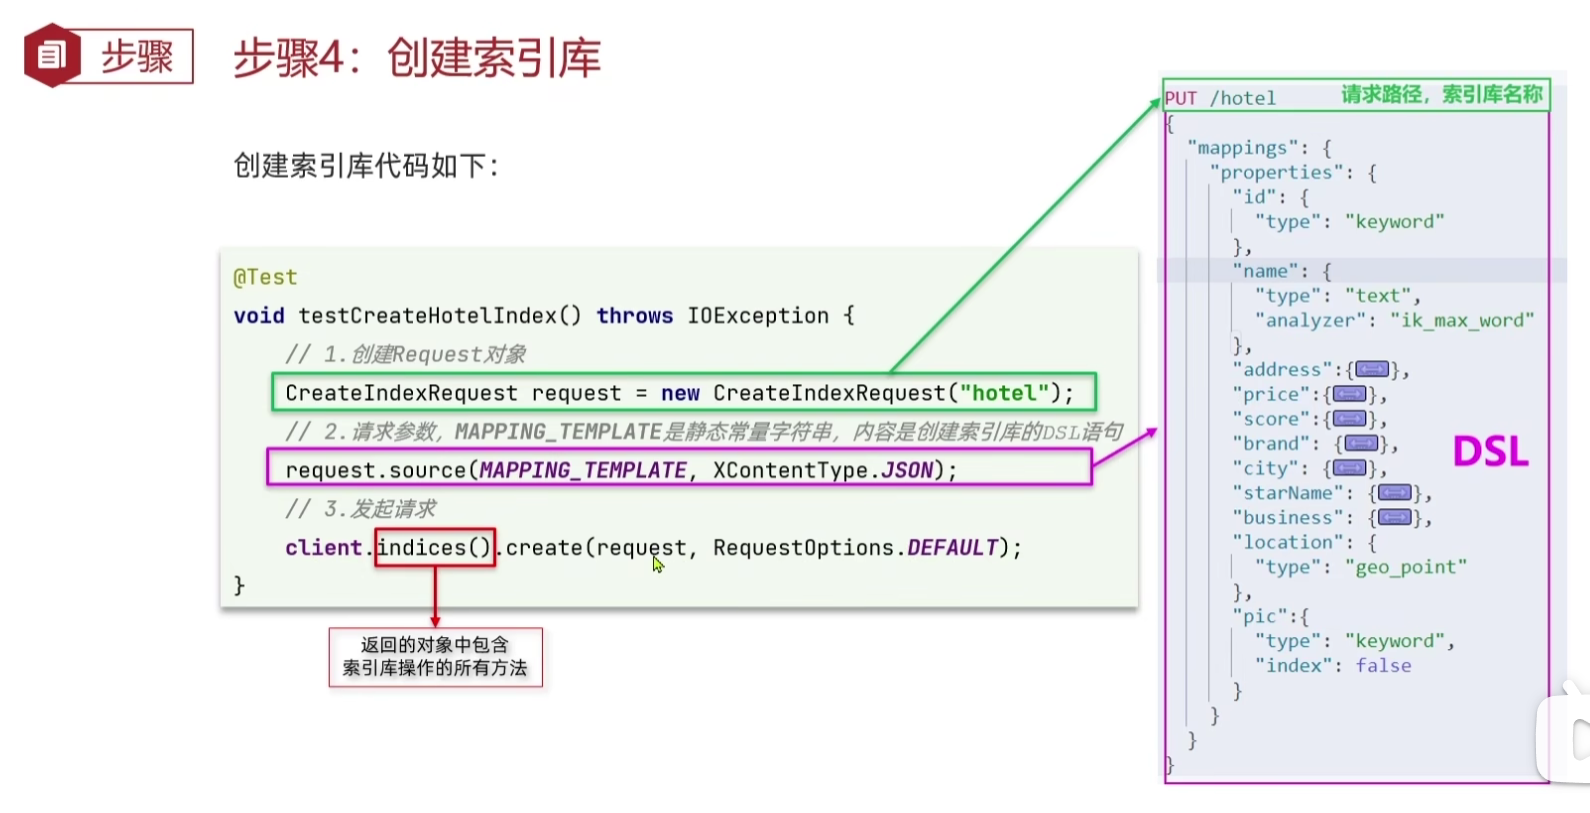 步骤
步骤4：创建索引库
创建索引库代码如下：
@Test
void testCreateHotelIndex() throws IOException {
// 1.创建Request对象
CreateIndexRequest request = new CreateIndexRequest("hotel");
// 2.请求参数，MAPPING_TEMPLATE是静态常量字符串，内容是创建索引库的DSL语句
request.source(MAPPING_TEMPLATE, XContentType.JSON);
// 3.发起请求
client.indices().create(request, RequestOptions.DEFAULT);
}
返回的对象中包含
索引库操作的所有方法
PUT /hotel 请求路径，索引库名称
{
"mappings": {
"properties": {
"id": {
"type": "keyword"
},
"name": {
"type": "text",
"analyzer": "ik_max_word"
},
"address":{},
"price":{},
"score":{},
"brand": {},
"city": {},
"starName": {},
"business": {},
"location": {
"type": "geo_point"
},
"pic":{
"type": "keyword",
"index": false
}
}
}
}
DSL